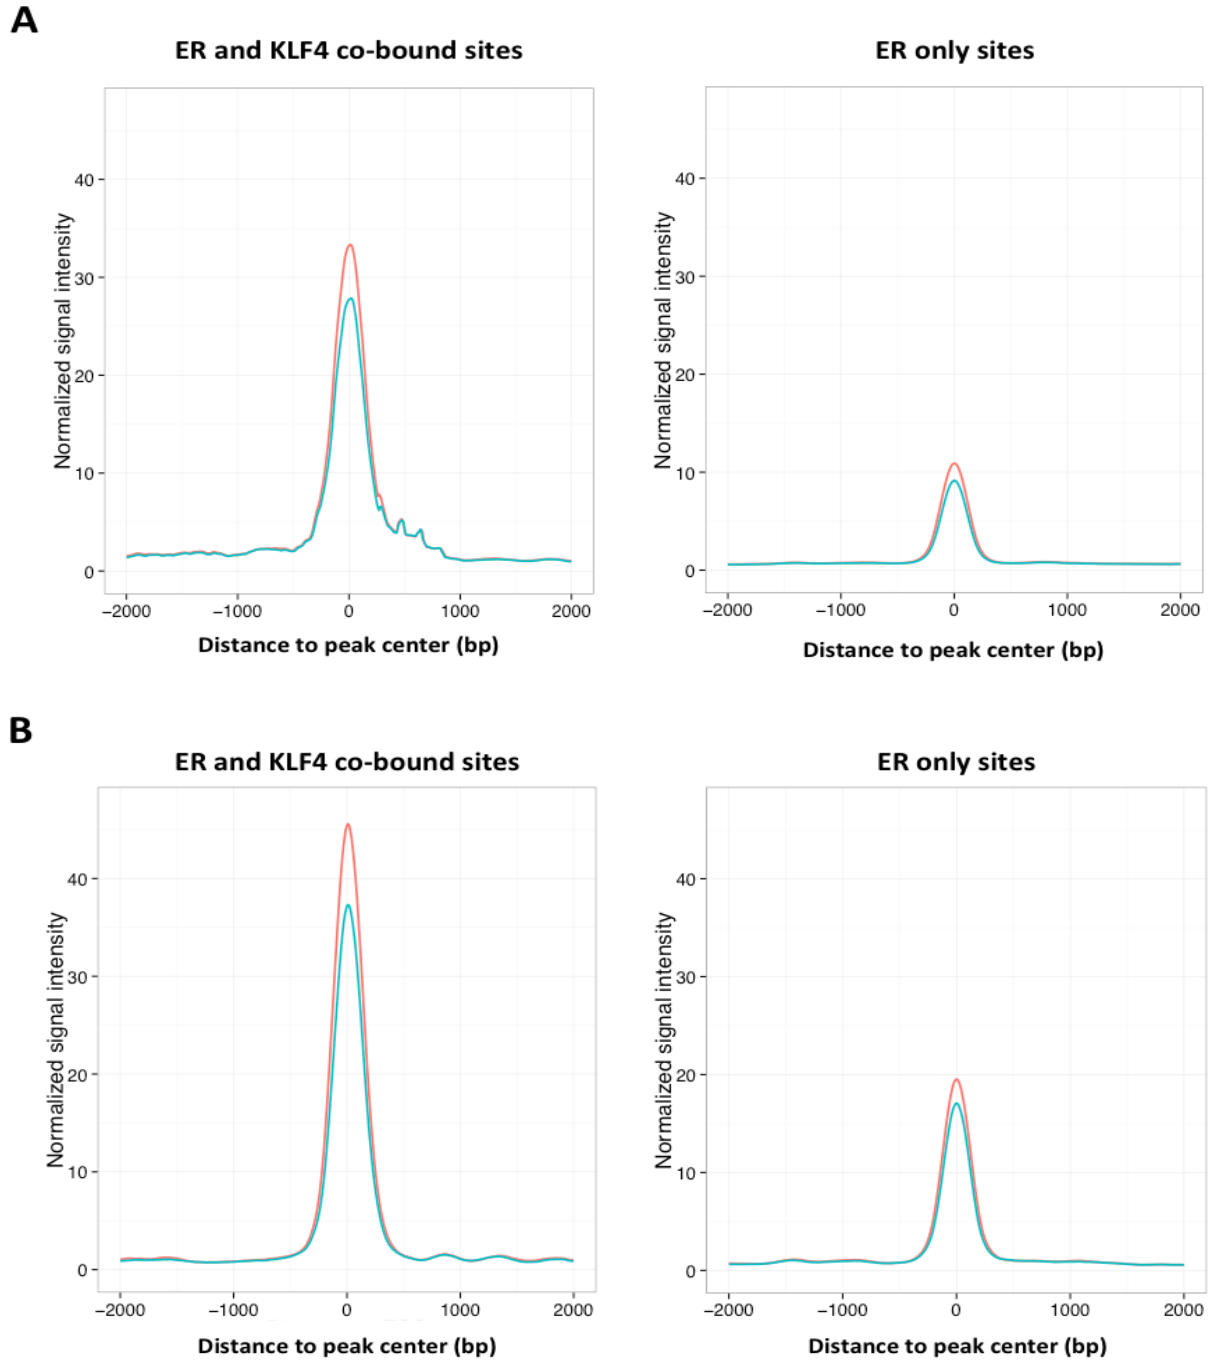 A
ER and KLF4 co-bound sites
ER only sites
Normalized signal intensity
40
30
20
10
0
−2000
−1000
0
1000
2000
Distance to peak center (bp)
Normalized signal intensity
40
30
20
10
0
−2000
−1000
0
1000
2000
Distance to peak center (bp)
B
ER and KLF4 co-bound sites
ER only sites
Normalized signal intensity
40
30
20
10
0
−2000
−1000
0
1000
2000
Distance to peak center (bp)
Normalized signal intensity
40
30
20
10
0
−2000
−1000
0
1000
2000
Distance to peak center (bp)